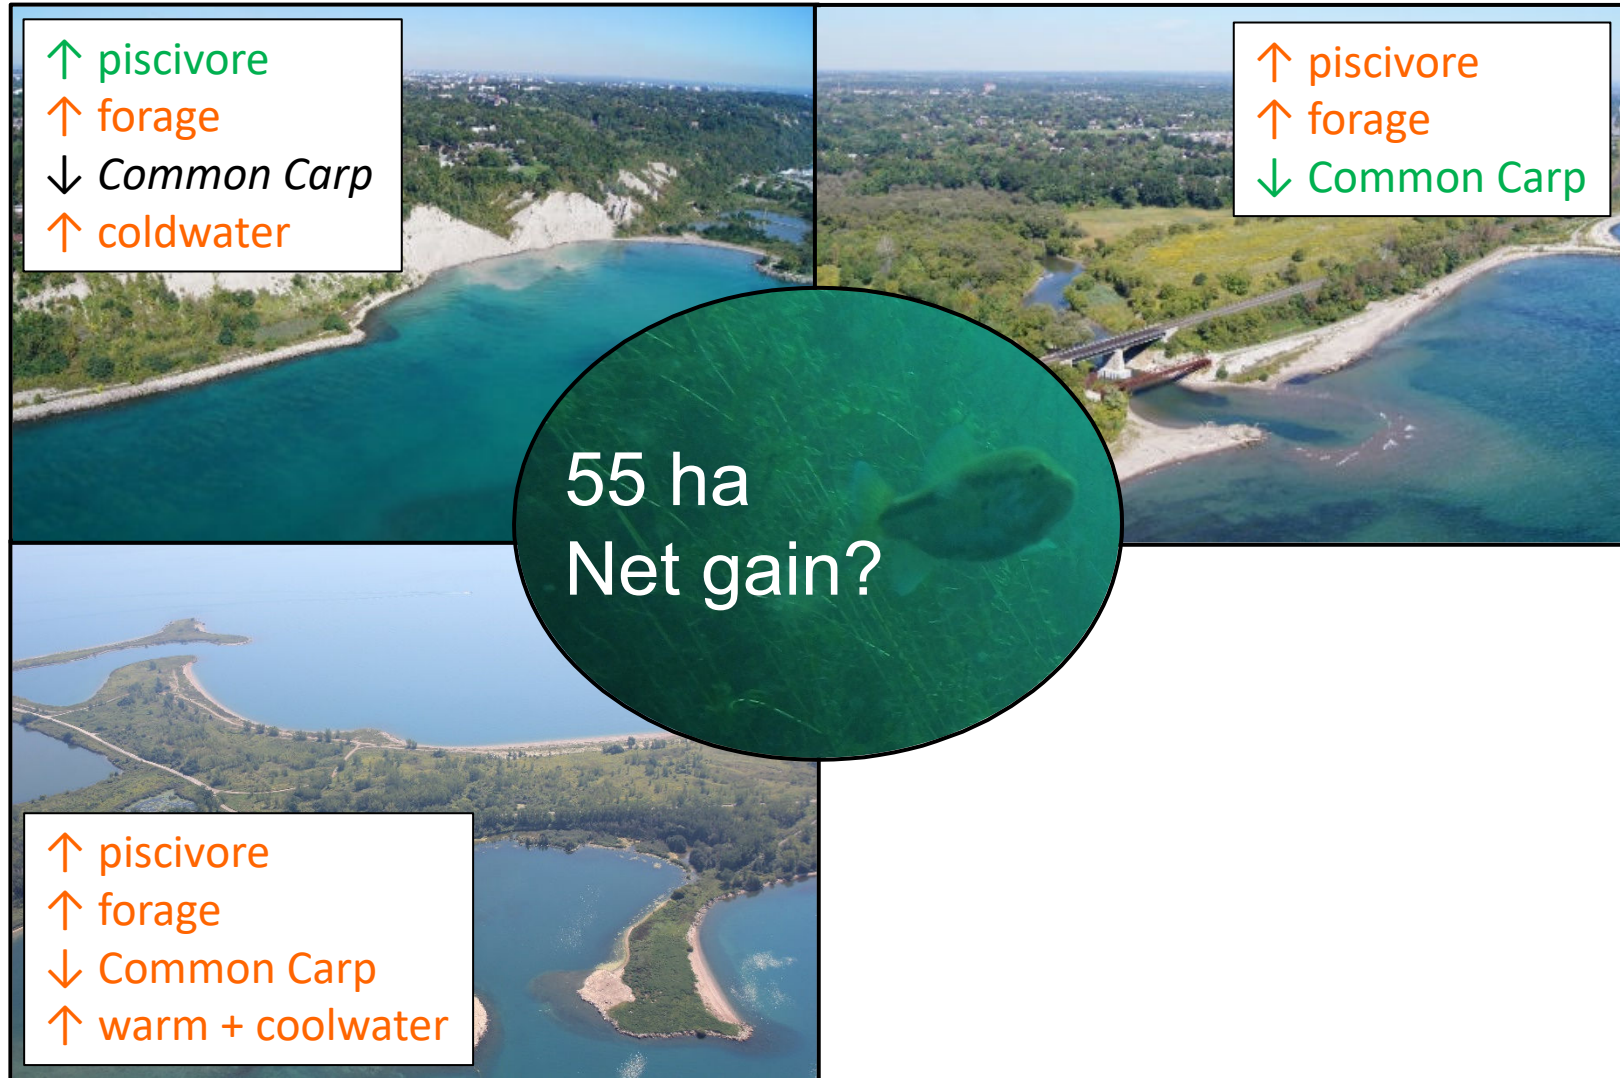 ↑ piscivore
↑ forage
↓ Common Carp
↑ coldwater
↑ piscivore
↑ forage
↓ Common Carp
55 ha
Net gain?
↑ piscivore
↑ forage
↓ Common Carp
↑ warm + coolwater